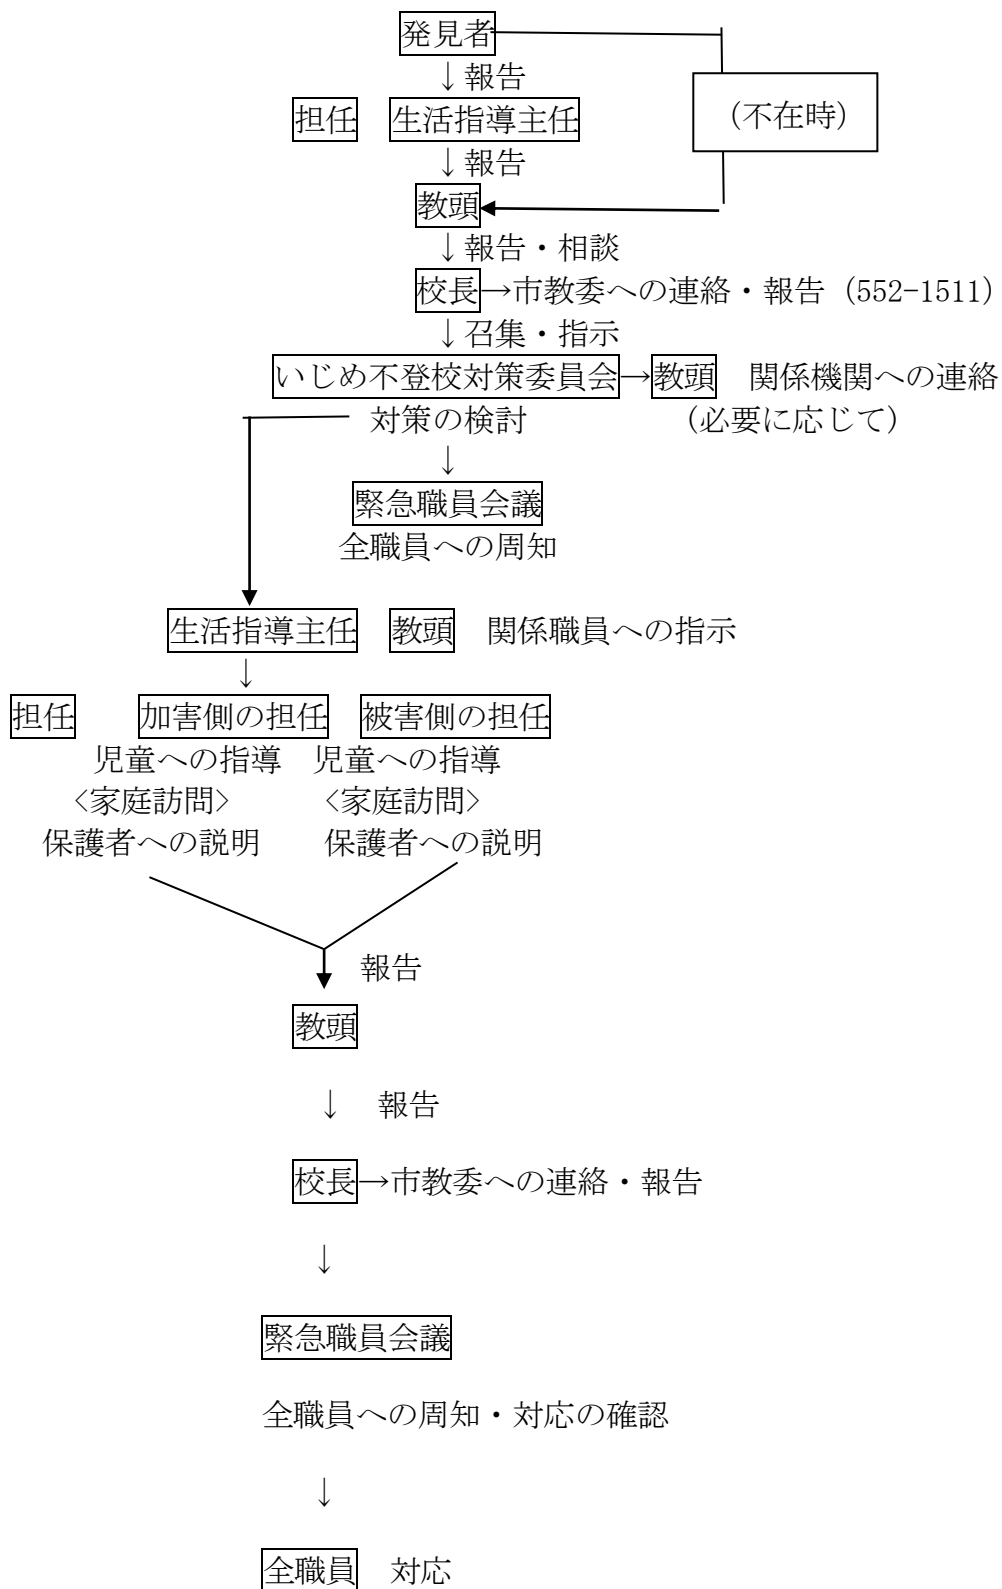 発見者
↓報告
(不在時)
担任 生活指導主任
↓報告
教頭
↓報告・相談
校長→市教委への連絡・報告 (552-1511)
↓召集・指示
いじめ不登校対策委員会→教頭 関係機関への連絡
対策の検討 (必要に応じて)
↓
緊急職員会議
全職員への周知
生活指導主任 教頭 関係職員への指示
↓
担任 加害側の担任 被害側の担任
児童への指導 児童への指導
<家庭訪問> <家庭訪問>
保護者への説明 保護者への説明
報告
教頭
↓ 報告
校長→市教委への連絡・報告
↓
緊急職員会議
全職員への周知・対応の確認
↓
全職員 対応